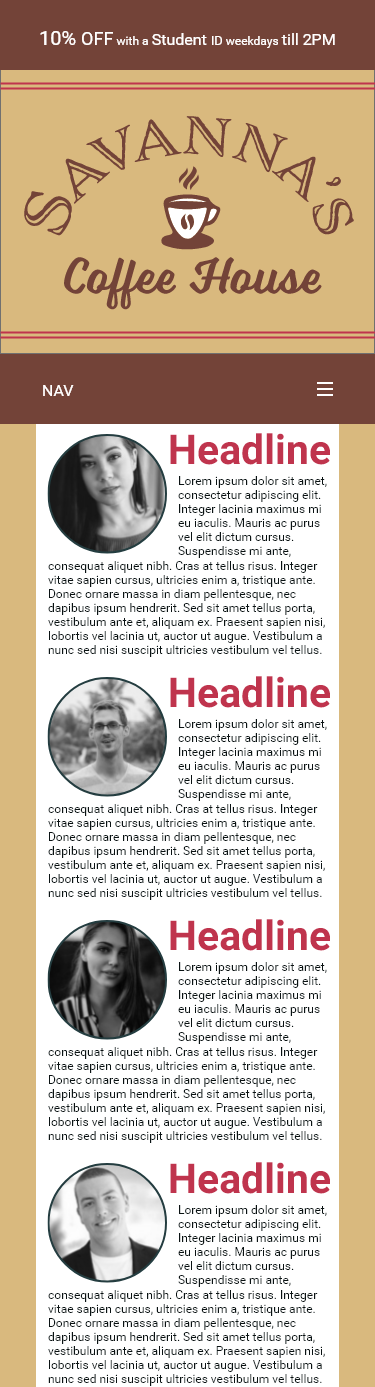 10% OFF with a Student ID weekdays till 2PM
SAVANNA'S
Coffee House
NAV
Headline
Lorem ipsum dolor sit amet,
consectetur adipiscing elit.
Integer lacinia maximus mi
eu iaculis. Mauris ac purus
vel elit dictum cursus.
Suspendisse mi ante,
consequat aliquet nibh. Cras at tellus risus. Integer
vitae sapien cursus, ultricies enim a, tristique ante.
Donec ornare massa in diam pellentesque, nec
dapibus ipsum hendrerit. Sed sit amet tellus porta,
vestibulum ante et, aliquam ex. Praesent sapien nisi,
lobortis vel lacinia ut, auctor ut augue. Vestibulum a
nunc sed nisi suscipit ultricies vestibulum vel tellus.
Headline
Lorem ipsum dolor sit amet,
consectetur adipiscing elit.
Integer lacinia maximus mi
eu iaculis. Mauris ac purus
vel elit dictum cursus.
Suspendisse mi ante,
consequat aliquet nibh. Cras at tellus risus. Integer
vitae sapien cursus, ultricies enim a, tristique ante.
Donec ornare massa in diam pellentesque, nec
dapibus ipsum hendrerit. Sed sit amet tellus porta,
vestibulum ante et, aliquam ex. Praesent sapien nisi,
lobortis vel lacinia ut, auctor ut augue. Vestibulum a
nunc sed nisi suscipit ultricies vestibulum vel tellus.
Headline
Lorem ipsum dolor sit amet,
consectetur adipiscing elit.
Integer lacinia maximus mi
eu iaculis. Mauris ac purus
vel elit dictum cursus.
Suspendisse mi ante,
consequat aliquet nibh. Cras at tellus risus. Integer
vitae sapien cursus, ultricies enim a, tristique ante.
Donec ornare massa in diam pellentesque, nec
dapibus ipsum hendrerit. Sed sit amet tellus porta,
vestibulum ante et, aliquam ex. Praesent sapien nisi,
lobortis vel lacinia ut, auctor ut augue. Vestibulum a
nunc sed nisi suscipit ultricies vestibulum vel tellus.
Headline
Lorem ipsum dolor sit amet,
consectetur adipiscing elit.
Integer lacinia maximus mi
eu iaculis. Mauris ac purus
vel elit dictum cursus.
Suspendisse mi ante,
consequat aliquet nibh. Cras at tellus risus. Integer
vitae sapien cursus, ultricies enim a, tristique ante.
Donec ornare massa in diam pellentesque, nec
dapibus ipsum hendrerit. Sed sit amet tellus porta,
vestibulum ante et, aliquam ex. Praesent sapien nisi,
lobortis vel lacinia ut, auctor ut augue. Vestibulum a
nunc sed nisi suscipit ultricies vestibulum vel tellus.